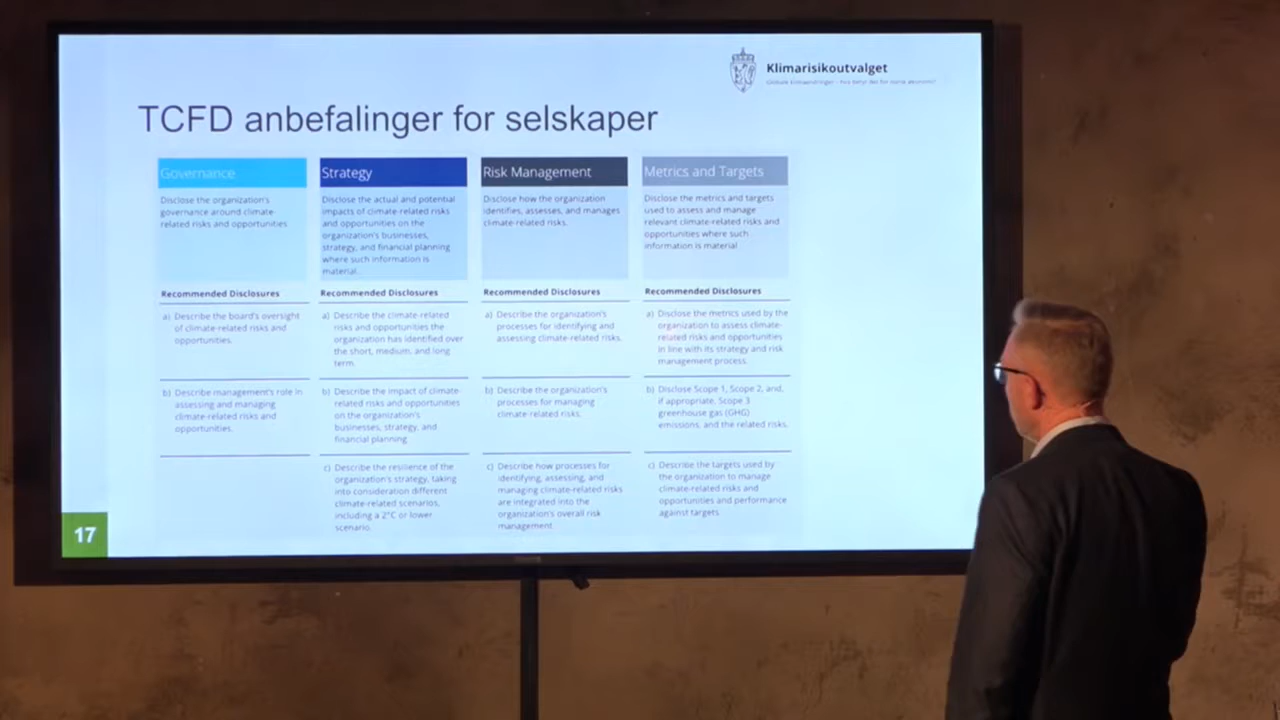 Klimarisikoutvalget
Globale klimaendringer – hva betyr det for norsk økonomi?
TCFD anbefalinger for selskaper
Governance
Disclose the organization's
governance around climate
related risks and opportunities
Strategy
Disclose the actual and potential
impacts of climate-related risks
and opportunities on the
organization's businesses,
strategy, and financial planning
where such information is
material.
Risk Management
Disclose how the organization
identifies, assesses, and manages
climate-related risks.
Metrics and Targets
Disclose the metrics and targets
used to assess and manage
relevant climate-related risks and
opportunities where such
information is material
Recommended Disclosures
a) Describe the board's oversight
of climate-related risks and
opportunities.
b) Describe management's role in
assessing and managing
climate-related risks and
opportunities.
Recommended Disclosures
a) Describe the climate-related
risks and opportunities the
organization has identified over
the short, medium, and long
term.
b) Describe the impact of climate
related risks and opportunities
on the organization's
businesses, strategy, and
financial planning
c) Describe the resilience of the
organization's strategy, taking
into consideration different
climate-related scenarios,
including a 2°C or lower
scenario.
Recommended Disclosures
a) Describe the organization's
processes for identifying and
assessing climate-related risks.
b) Describe the organization's
processes for managing
climate related risks.
c) Describe how processes for
identifying, assessing, and
managing climate-related risks
are integrated into the
organization's overall risk
management
Recommended Disclosures
a) Disclose the metrics used by the
organization to assess climate-
related risks and opportunities
in line with its strategy and risk
management process
b) Disclose Scope 1, Scope 2, and,
if appropriate, Scope 3
greenhouse gas (GHG)
emissions, and the related risks.
c) Describe the targets used by
the organization to manage
climate-related risks and
opportunities and performance
against targets
17